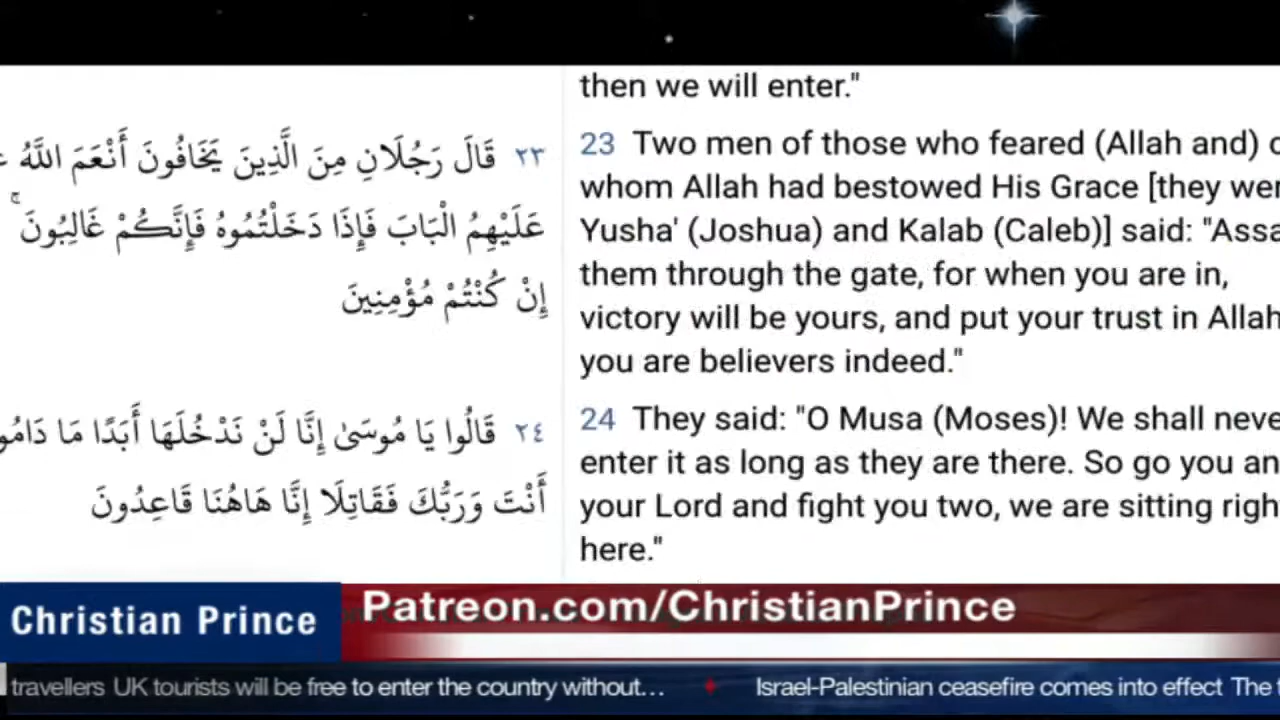 then we will enter."
٢٣ قَالَ رَجُلَانِ مِنَ الَّذِينَ يَخَافُونَ أَنْعَمَ اللَّهُ
عَلَيْهِمُ الْبَابَ فَإِذَا دَخَلْتُمُوهُ فَإِنَّكُمْ غَالِبُونَ ۚ
إِنْ كُنْتُمْ مُؤْمِنِينَ
23 Two men of those who feared (Allah and)
whom Allah had bestowed His Grace [they wer
Yusha' (Joshua) and Kalab (Caleb)] said: "Assa
them through the gate, for when you are in,
victory will be yours, and put your trust in Allah
you are believers indeed."
٢٤ قَالُوا يَا مُوسَىٰ إِنَّا لَنْ نَدْخُلَهَا أَبَدًا مَا دَامُو
أَنْتَ وَرَبُّكَ فَقَاتِلَا إِنَّا هَاهُنَا قَاعِدُونَ
24 They said: "O Musa (Moses)! We shall neve
enter it as long as they are there. So go you an
your Lord and fight you two, we are sitting righ
here."
Christian Prince
Patreon.com/ChristianPrince
travellers UK tourists will be free to enter the country without... Israel-Palestinian ceasefire comes into effect The